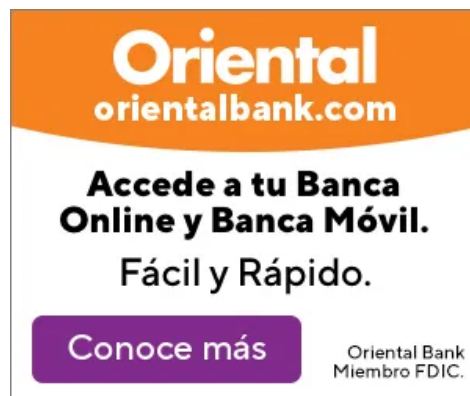 Oriental
orientalbank.com
Accede a tu Banca
Online y Banca Móvil.
Fácil y Rápido.
Conoce más
Oriental Bank
Miembro FDIC.